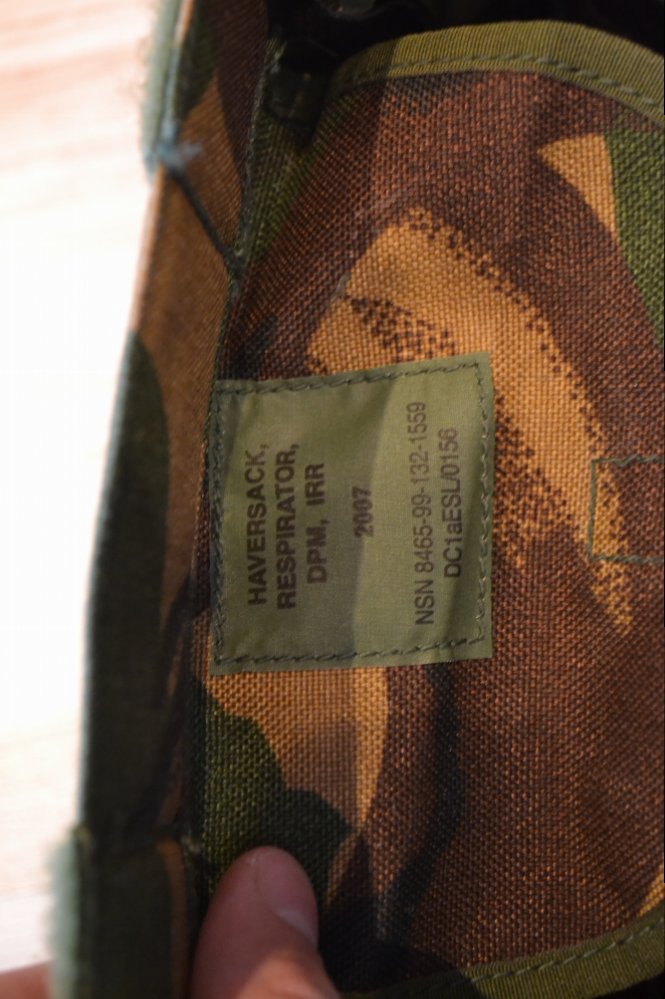 HAVERSACK,
RESPIRATOR,
DPM, IRR
2007
NSN 8465-99-132-1559
DC1aESL/0156